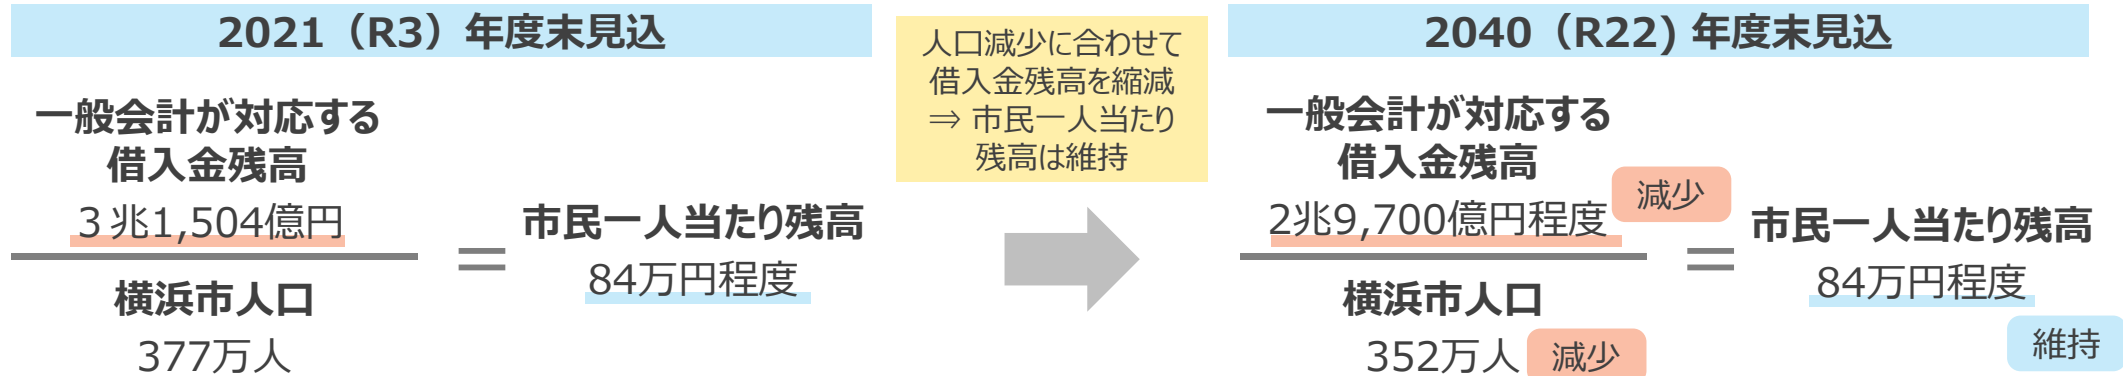 2021（R3）年度末見込
一般会計が対応する
借入金残高
３兆1,504億円
横浜市人口
377万人
＝
市民一人当たり残高
84万円程度
人口減少に合わせて
借入金残高を縮減
⇒ 市民一人当たり
残高は維持
2040（R22) 年度末見込
一般会計が対応する
借入金残高
2兆9,700億円程度
減少
横浜市人口
352万人
減少
＝
市民一人当たり残高
84万円程度
維持